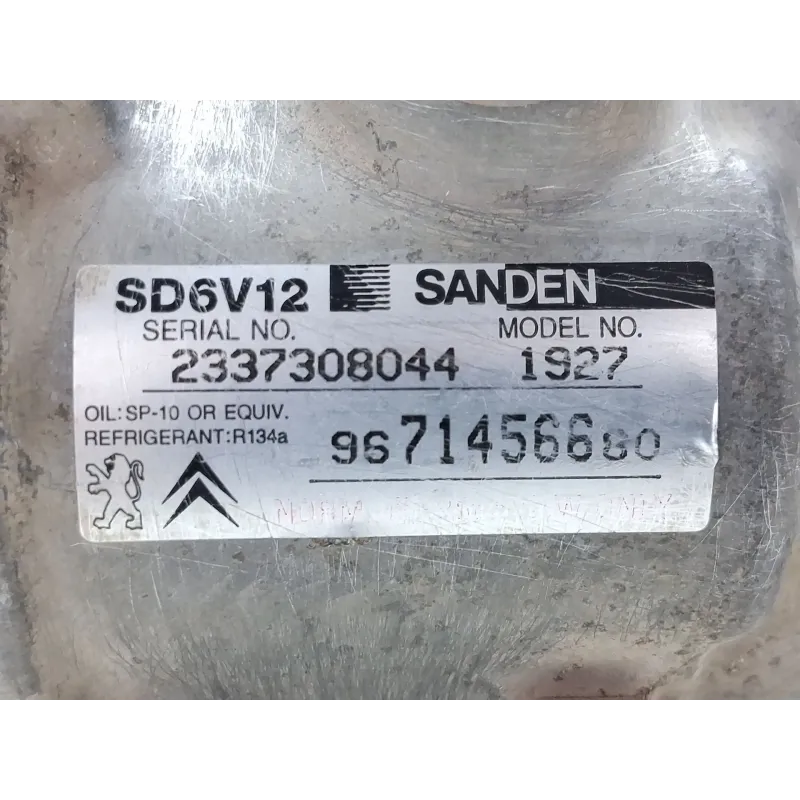 SD6V12 SANDEN
SERIAL NO. MODEL NO.
2337308044 1927
OIL:SP-10 OR EQUIV.
REFRIGERANT:R134a
9671456680